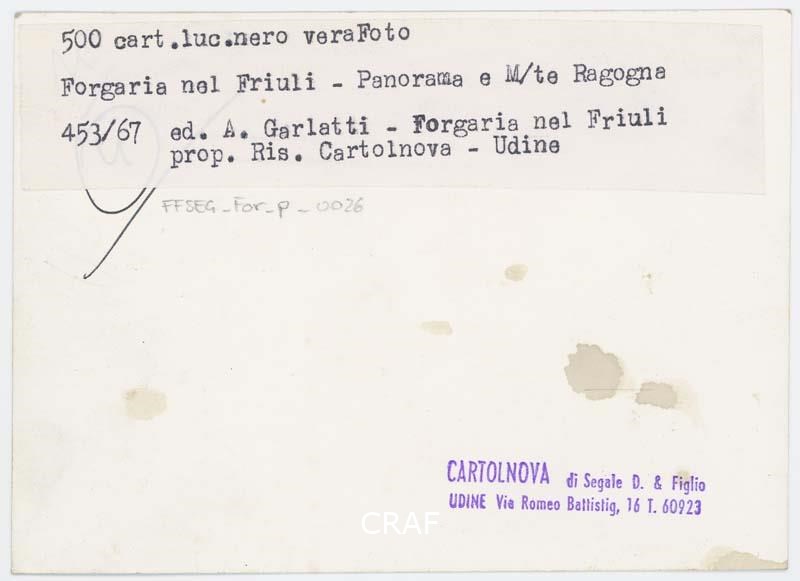 500 cart.luc.nero veraFoto
Forgaria nel Friuli - Panorama e M/te Ragogna
453/67 ed. A. Garlatti - Forgaria nel Friuli
prop. Ris. Cartolnova - Udine
FFSEG_For_p_0026
CARTOLNOVA di Segale D. & Figlio
UDINE Via Romeo Battistig, 16 T. 60923
CRAF